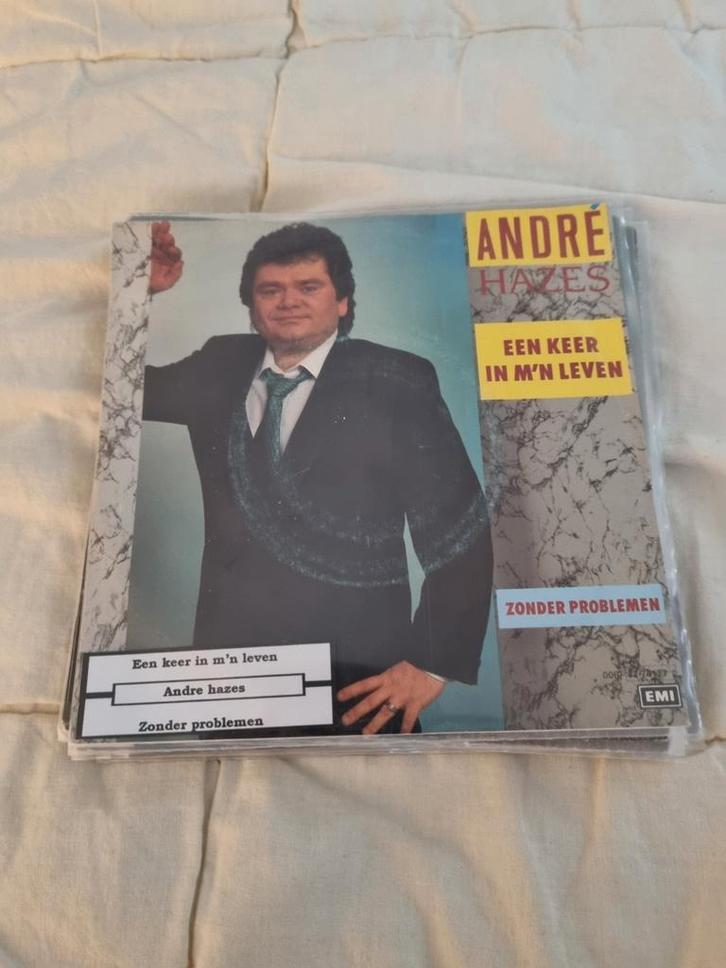 ANDRÉ
HAZES
EEN KEER
IN M'N LEVEN
ZONDER PROBLEMEN
EMI
Een keer in m'n leven
Andre hazes
Zonder problemen